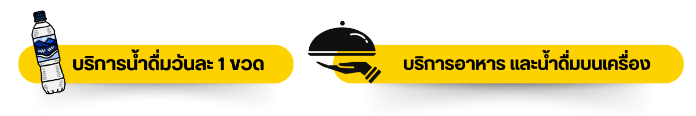 บริการน้ำดื่มวันละ 1 ขวด
บริการอาหาร และน้ำดื่มบนเครื่อง